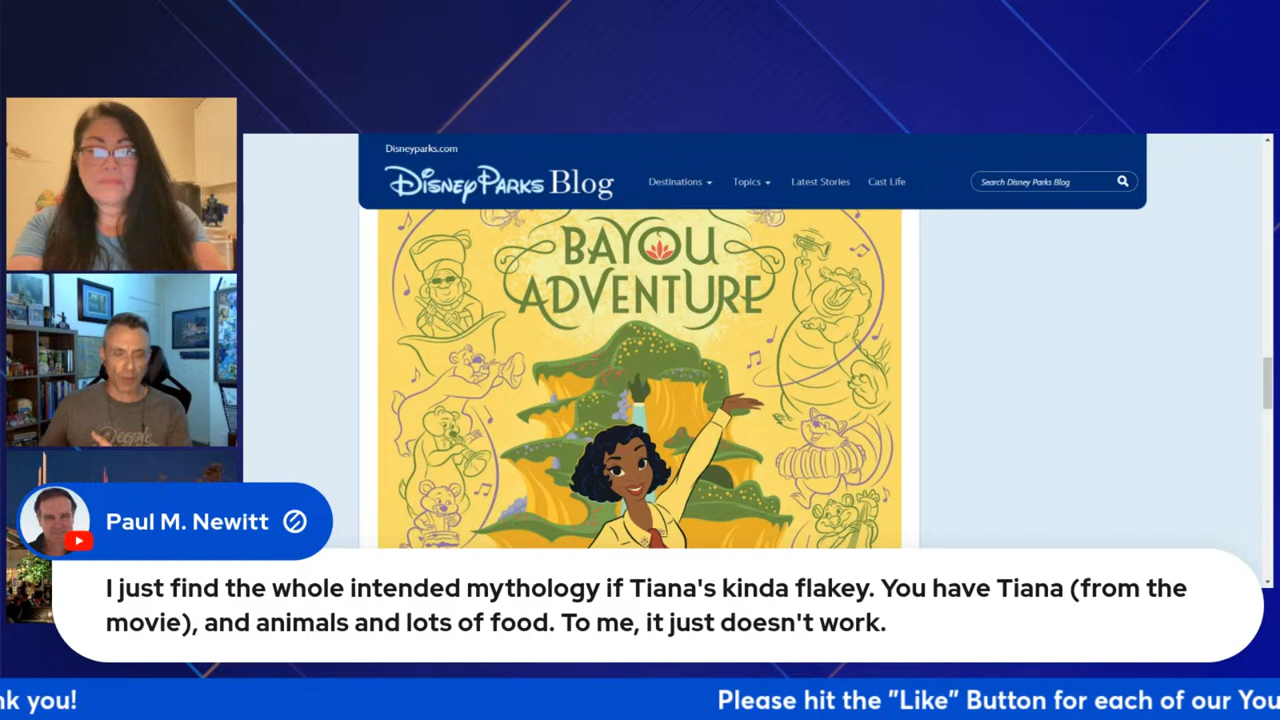 Disneyparks.com
Disney Parks Blog
Destinations
Topics
Latest Stories
Cast Life
Search Disney Parks Blog
BAYOU
ADVENTURE
People
Paul M. Newitt
I just find the whole intended mythology if Tiana's kinda flakey. You have Tiana (from the
movie), and animals and lots of food. To me, it just doesn't work.
nk you!
Please hit the "Like" Button for each of our You